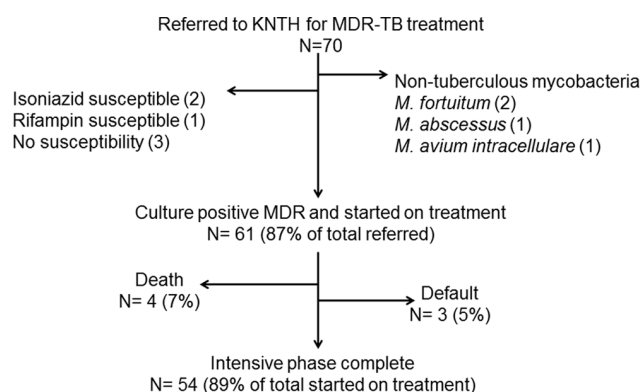 Referred to KNTH for MDR-TB treatment
N=70
Isoniazid susceptible (2)
Rifampin susceptible (1)
No susceptibility (3)
Non-tuberculous mycobacteria
M. fortuitum (2)
M. abscessus (1)
M. avium intracellulare (1)
Culture positive MDR and started on treatment
N= 61 (87% of total referred)
Death
N= 4 (7%)
Default
N= 3 (5%)
Intensive phase complete
N= 54 (89% of total started on treatment)